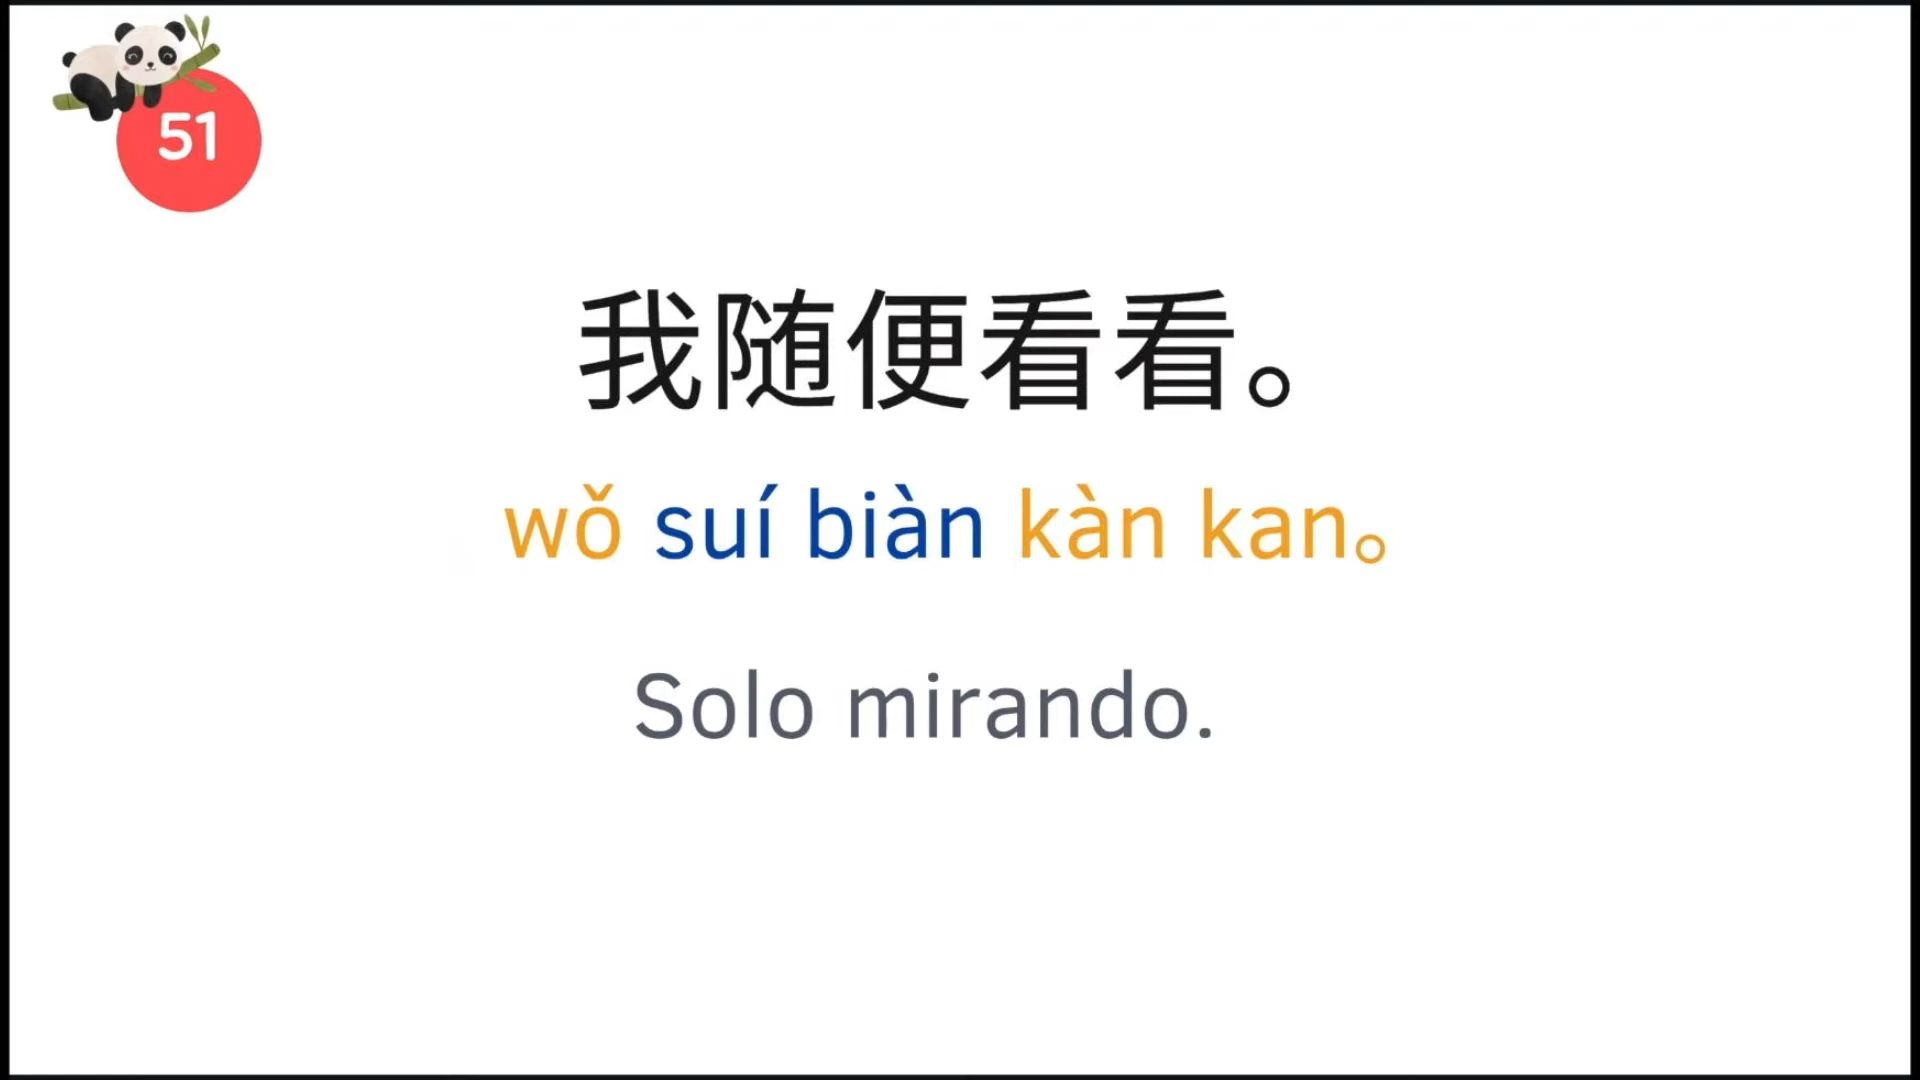 51
我随便看看。
wǒ suí biàn kàn kan。
Solo mirando.